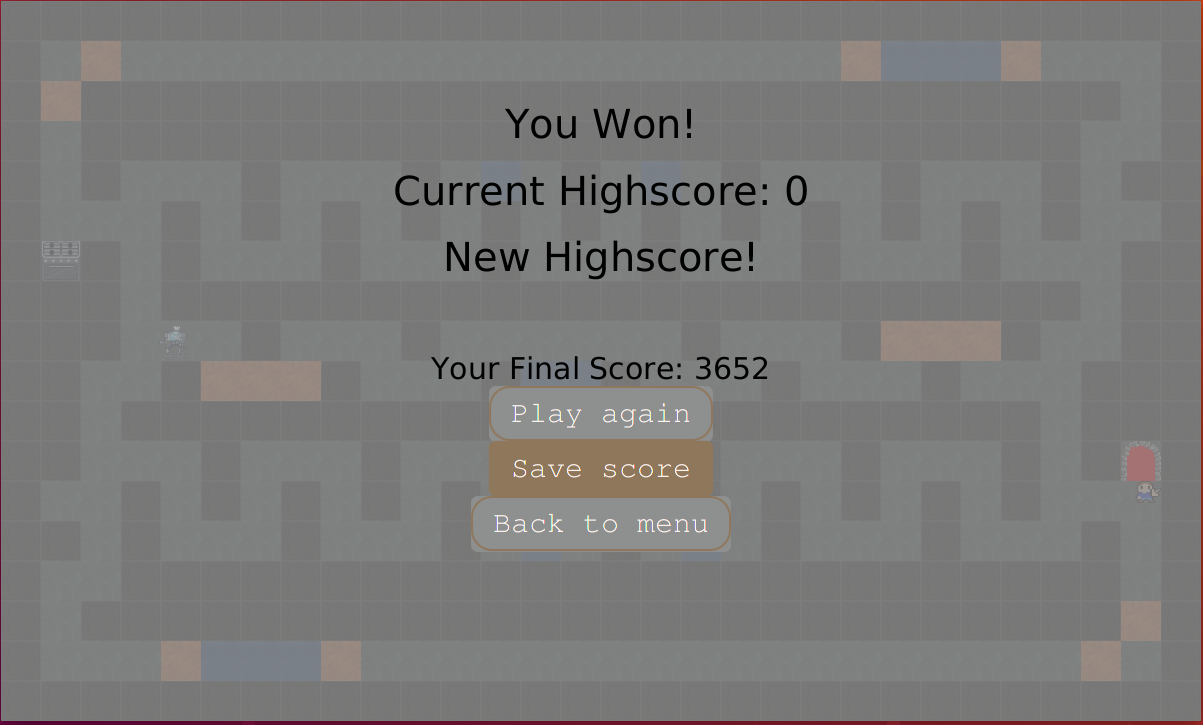 You Won!
Current Highscore: 0
New Highscore!
Your Final Score: 3652
Play again
Save score
Back to menu